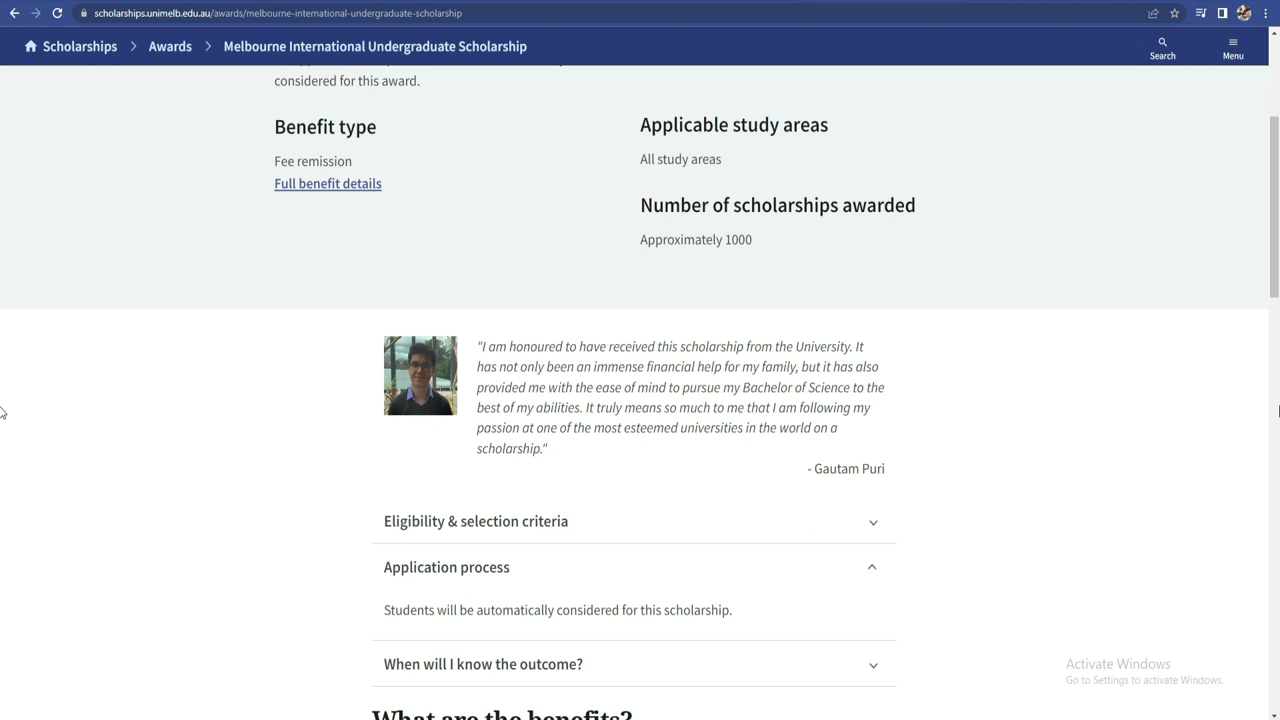 scholarships.unimelb.edu.au/awards/melbourne-international-undergraduate-scholarship
Scholarships > Awards > Melbourne International Undergraduate Scholarship
Search
Menu
considered for this award.
Benefit type
Fee remission
Full benefit details
Applicable study areas
All study areas
Number of scholarships awarded
Approximately 1000
"I am honoured to have received this scholarship from the University. It
has not only been an immense financial help for my family, but it has also
provided me with the ease of mind to pursue my Bachelor of Science to the
best of my abilities. It truly means so much to me that I am following my
passion at one of the most esteemed universities in the world on a
scholarship."
- Gautam Puri
Eligibility & selection criteria
Application process
Students will be automatically considered for this scholarship.
When will I know the outcome?
What are the benefits?
Activate Windows
Go to Settings to activate Windows.